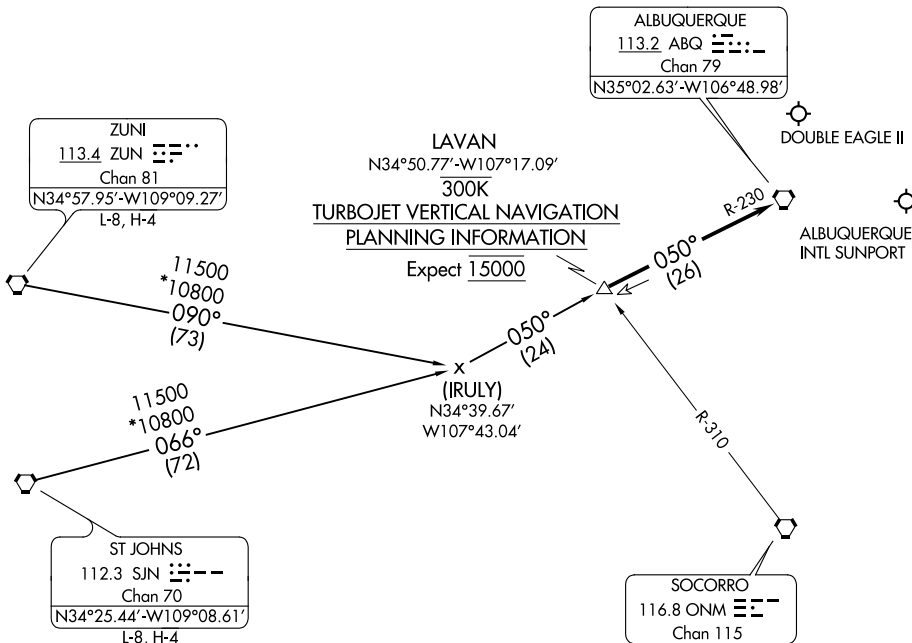 ALBUQUERQUE
113.2 ABQ
Chan 79
N35°02.63'-W106°48.98'
DOUBLE EAGLE II
ZUNI
113.4 ZUN
Chan 81
N34°57.95'-W109°09.27'
L-8, H-4
LAVAN
N34°50.77'-W107°17.09'
300K
TURBOJET VERTICAL NAVIGATION
PLANNING INFORMATION
Expect 15000
R-230
ALBUQUERQUE
INTL SUNPORT
050°
(26)
11500
*10800
090°
(73)
050°
(24)
X
(IRULY)
N34°39.67'
W107°43.04'
11500
*10800
066°
(72)
R-310
ST JOHNS
112.3 SJN
Chan 70
N34°25.44'-W109°08.61'
L-8, H-4
SOCORRO
116.8 ONM
Chan 115